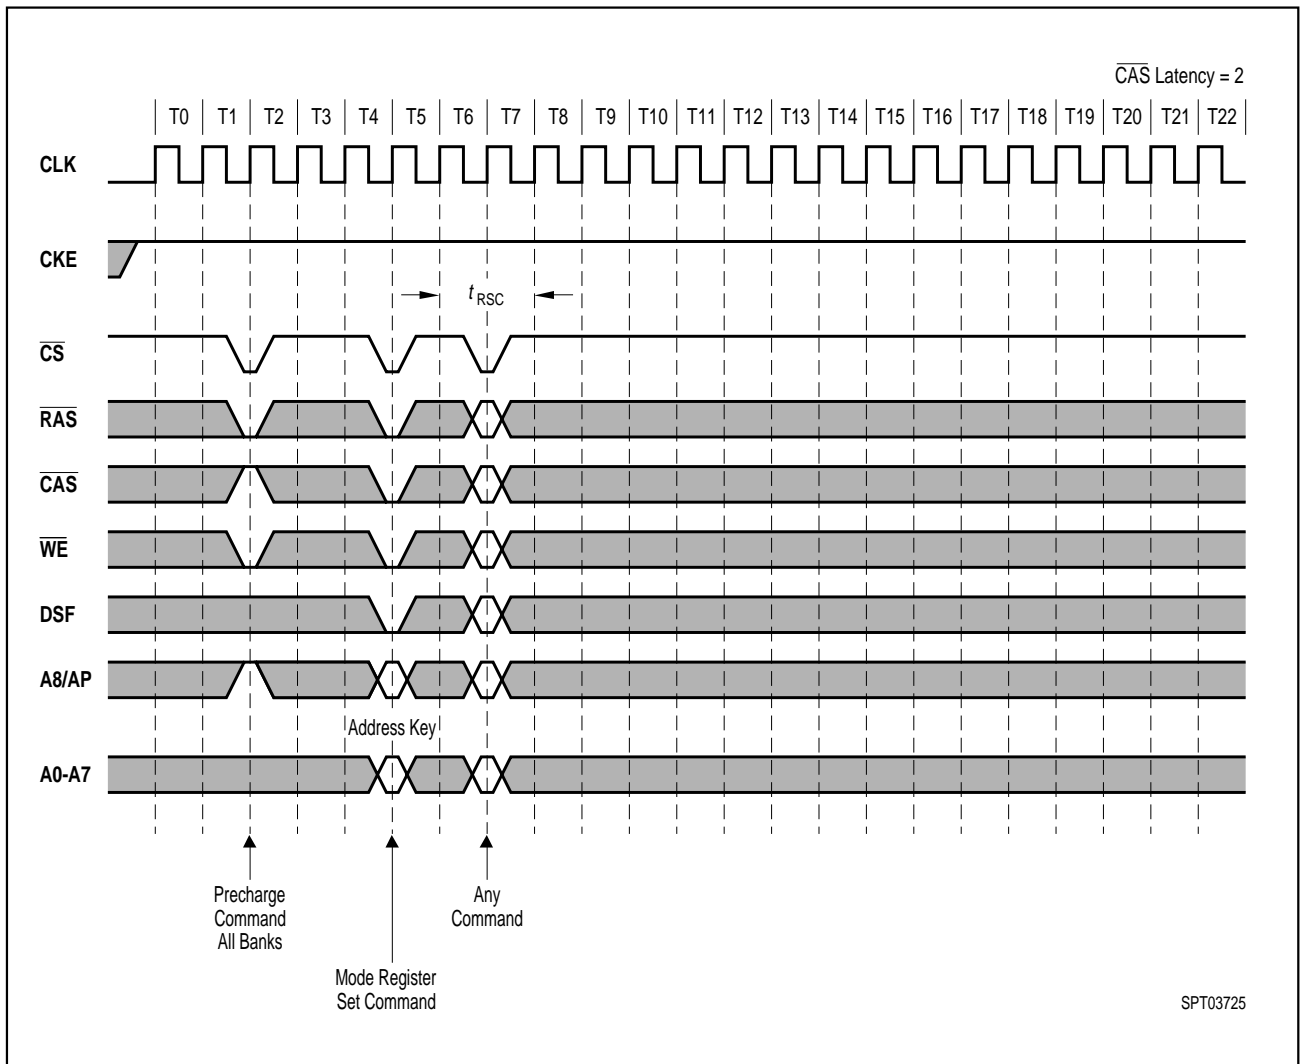 CAS Latency = 2
T0 T1 T2 T3 T4 T5 T6 T7 T8 T9 T10 T11 T12 T13 T14 T15 T16 T17 T18 T19 T20 T21 T22
CLK
CKE
t RSC
CS
RAS
CAS
WE
DSF
A8/AP
Address Key
A0-A7
Precharge
Command
All Banks
Any
Command
Mode Register
Set Command
SPT03725